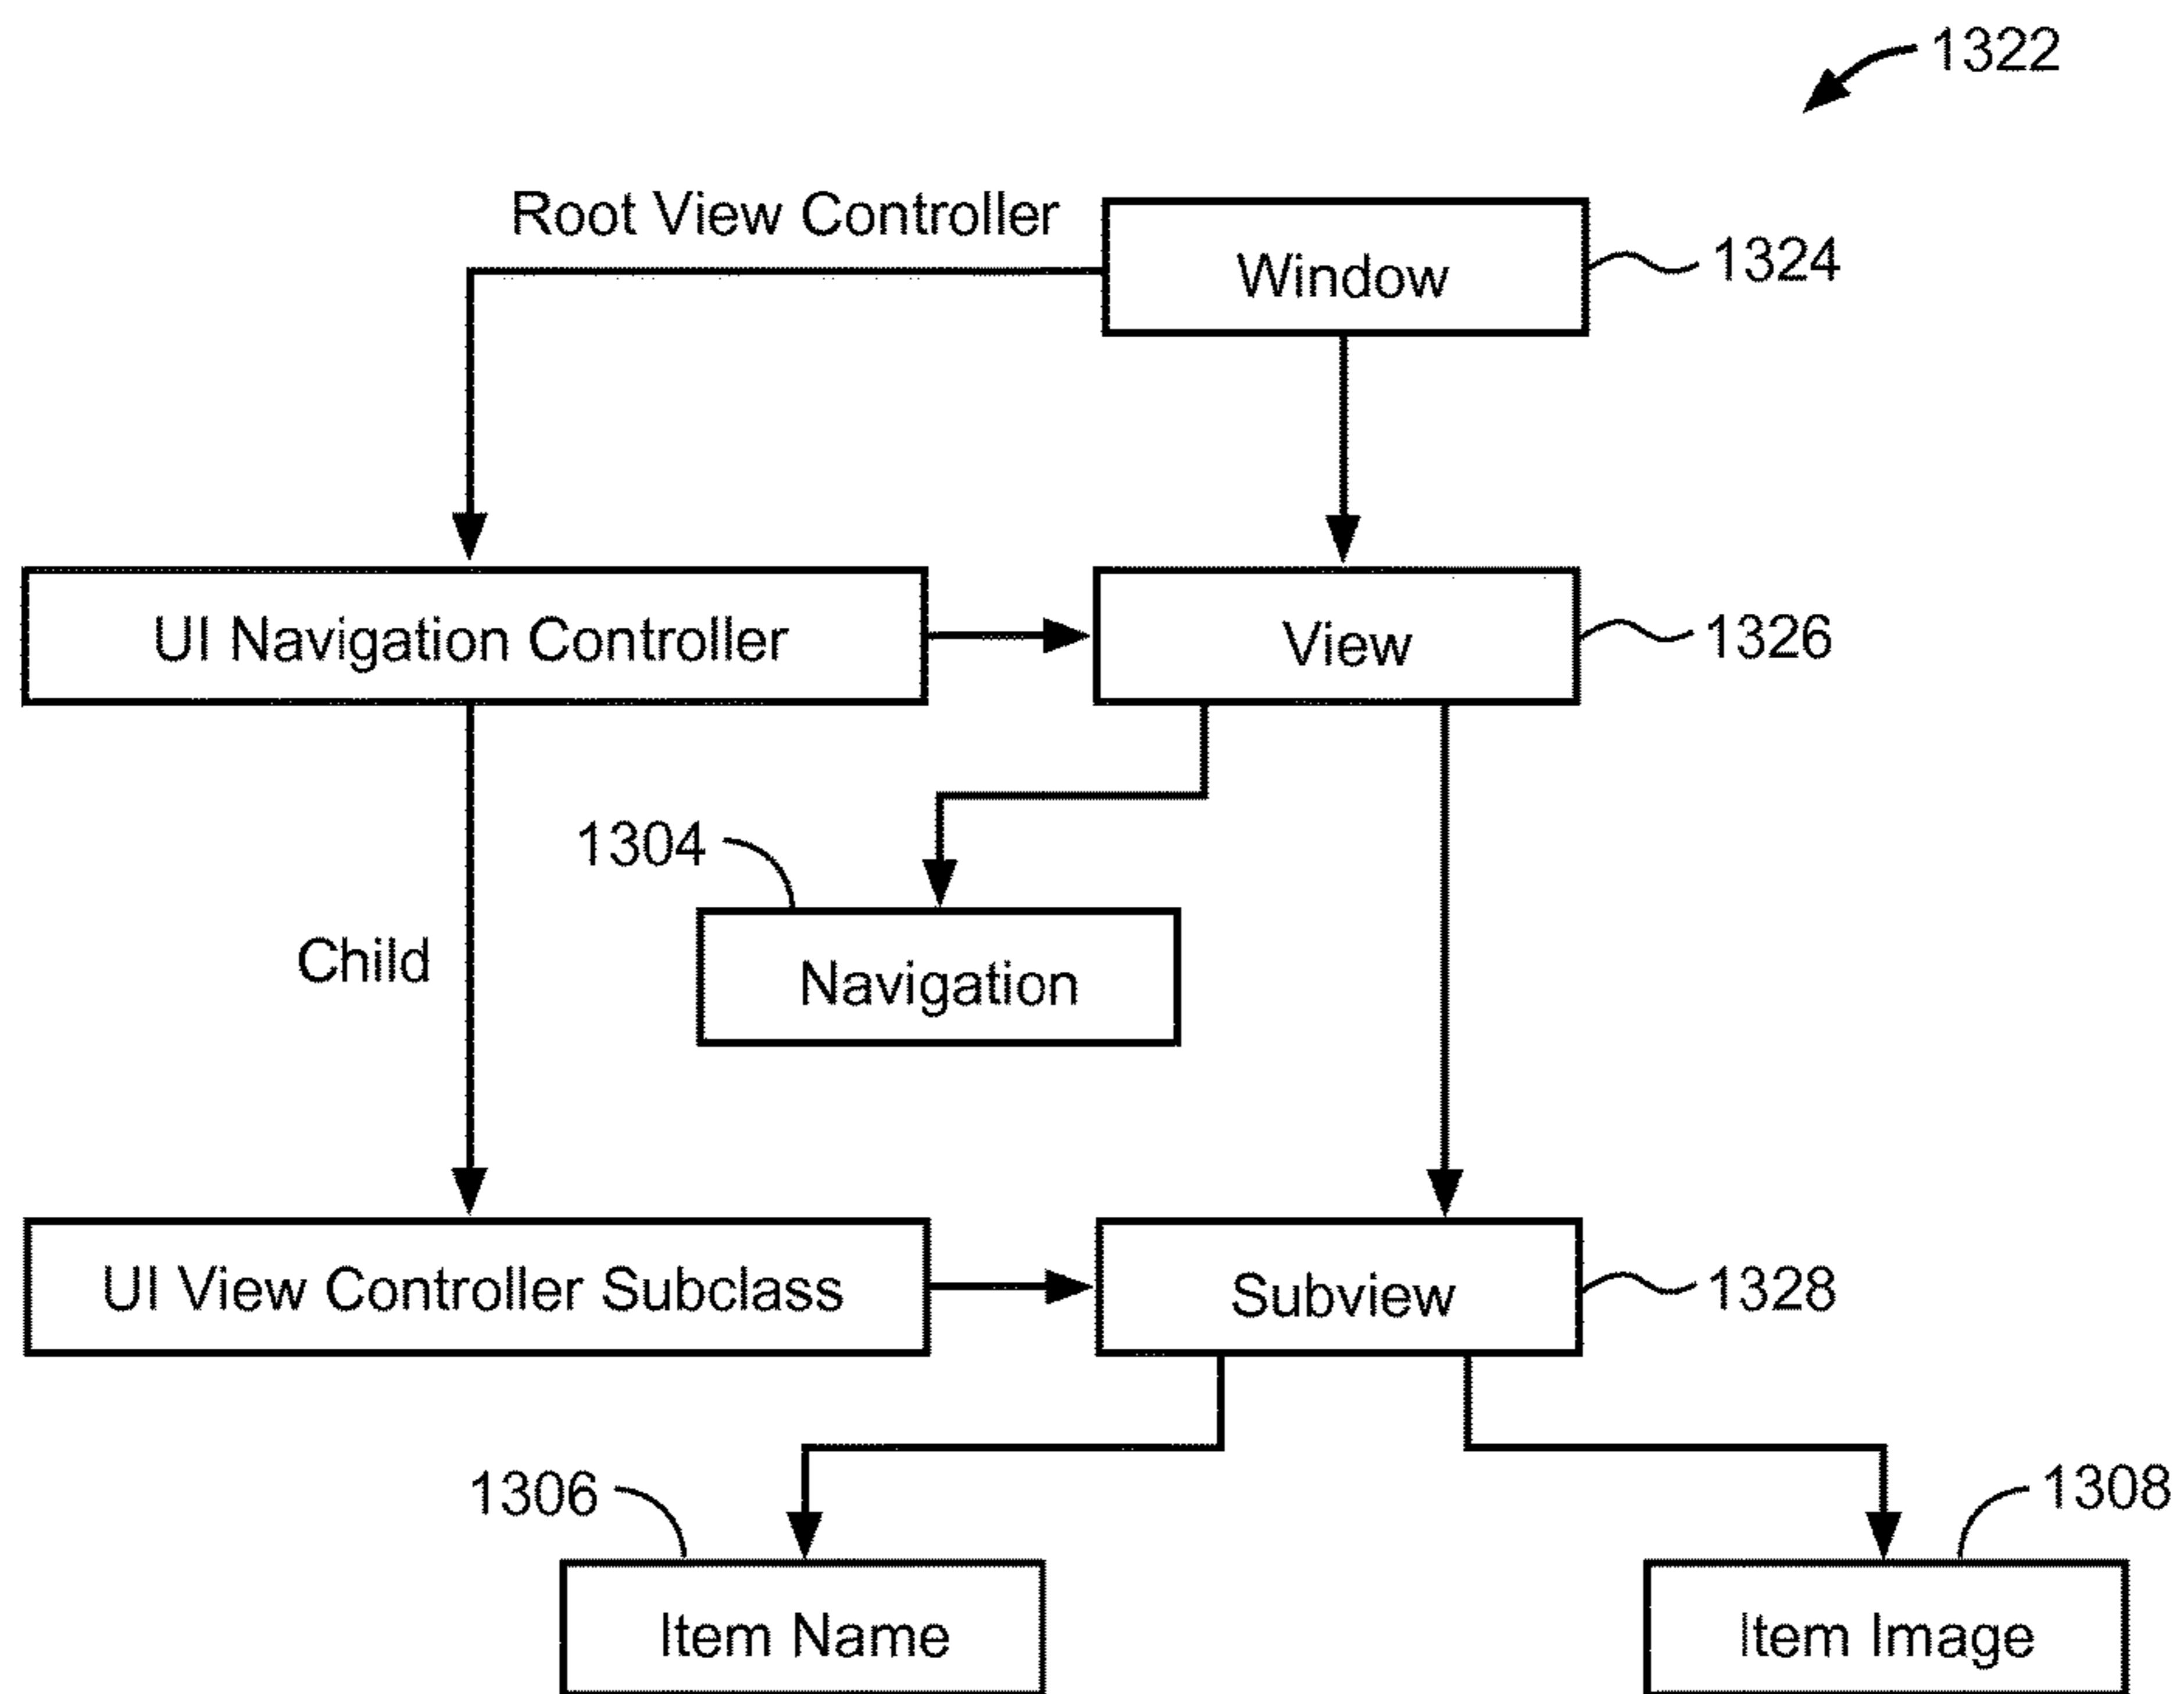 1322
Root View Controller
Window
1324
UI Navigation Controller
View
1326
1304
Navigation
Child
UI View Controller Subclass
Subview
1328
1306
1308
Item Name
Item Image